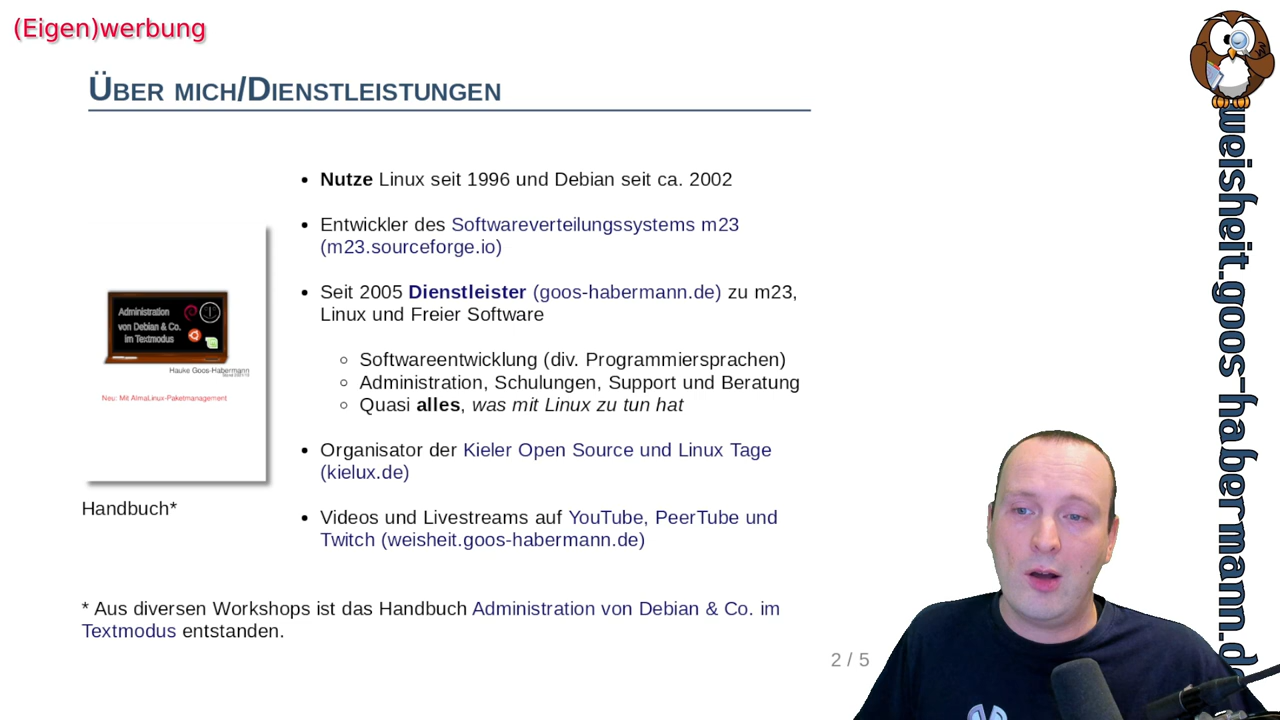 (Eigen)werbung
Über mich/Dienstleistungen
Nutze Linux seit 1996 und Debian seit ca. 2002
Entwickler des Softwareverteilungssystems m23
(m23.sourceforge.io)
Seit 2005 Dienstleister (goos-habermann.de) zu m23,
Linux und Freier Software
Softwareentwicklung (div. Programmiersprachen)
Administration, Schulungen, Support und Beratung
Quasi alles, was mit Linux zu tun hat
Organisator der Kieler Open Source und Linux Tage
(kielux.de)
Videos und Livestreams auf YouTube, PeerTube und
Twitch (weisheit.goos-habermann.de)
Administration
von Debian & Co.
im Textmodus
Hauke Goos-Habermann
Neu: Mit AlmaLinux-Paketmanagement
Handbuch*
* Aus diversen Workshops ist das Handbuch Administration von Debian & Co. im
Textmodus entstanden.
2 / 5
weisheit.goos-habermann.d